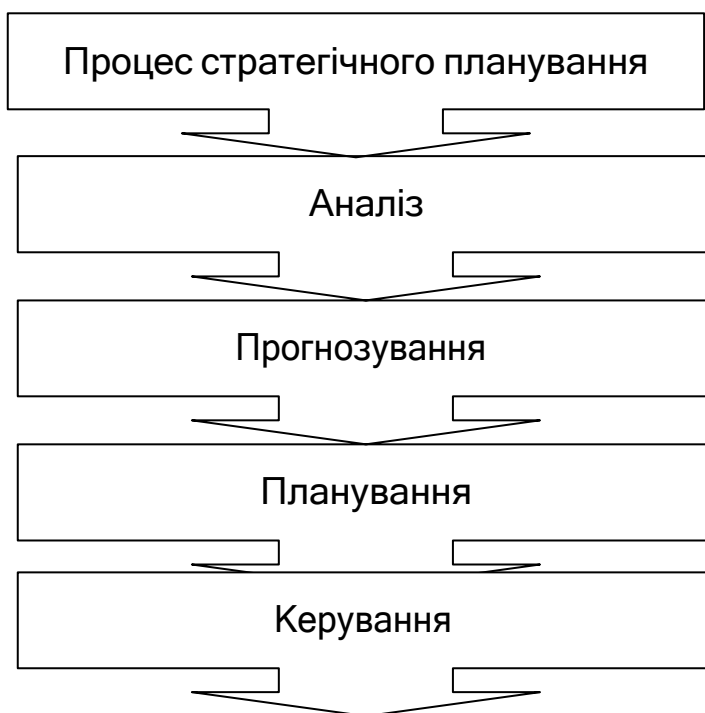 Процес стратегічного планування
Аналіз
Прогнозування
Планування
Керування